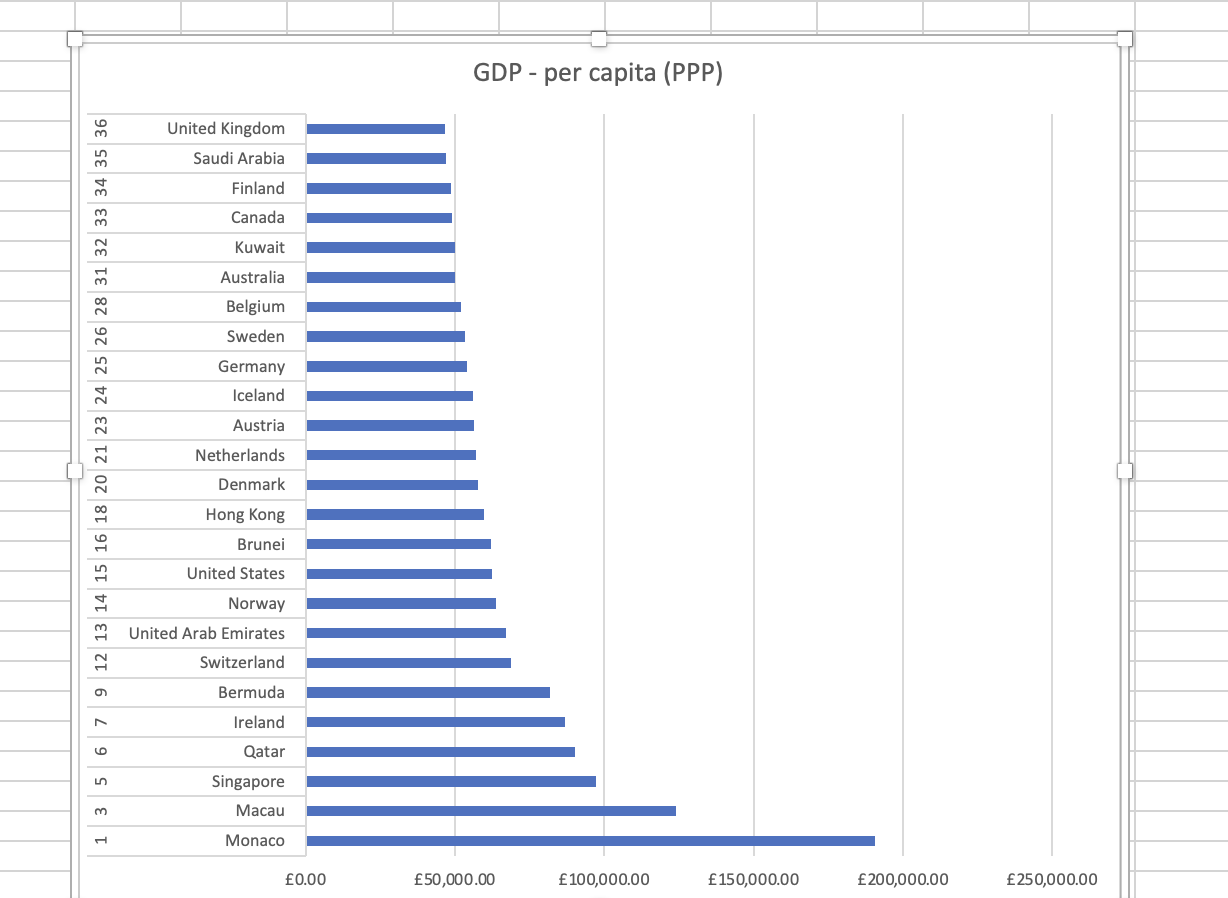 GDP - per capita (PPP)
36 United Kingdom
35 Saudi Arabia
34 Finland
33 Canada
32 Kuwait
31 Australia
28 Belgium
26 Sweden
25 Germany
24 Iceland
23 Austria
21 Netherlands
20 Denmark
18 Hong Kong
16 Brunei
15 United States
14 Norway
13 United Arab Emirates
12 Switzerland
9 Bermuda
7 Ireland
6 Qatar
5 Singapore
3 Macau
1 Monaco
£0.00 £50,000.00 £100,000.00 £150,000.00 £200,000.00 £250,000.00